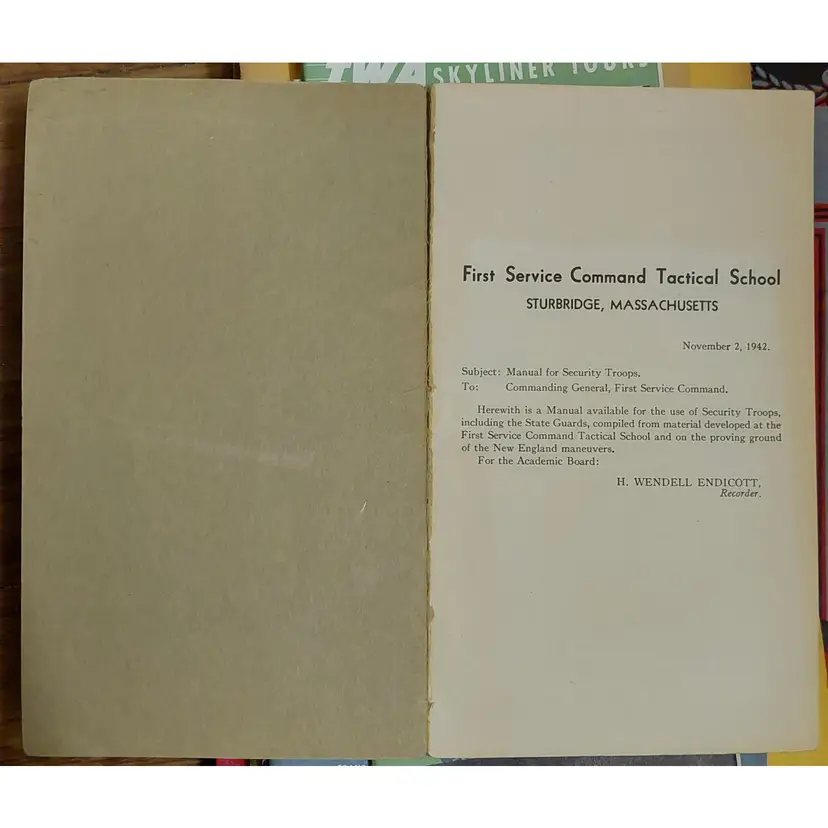 TWA SKYLINER TOURS
First Service Command Tactical School
STURBRIDGE, MASSACHUSETTS
November 2, 1942.
Subject: Manual for Security Troops.
To: Commanding General, First Service Command.
Herewith is a Manual available for the use of Security Troops,
including the State Guards, compiled from material developed at the
First Service Command Tactical School and on the proving ground
of the New England maneuvers.
For the Academic Board:
H. WENDELL ENDICOTT,
Recorder.